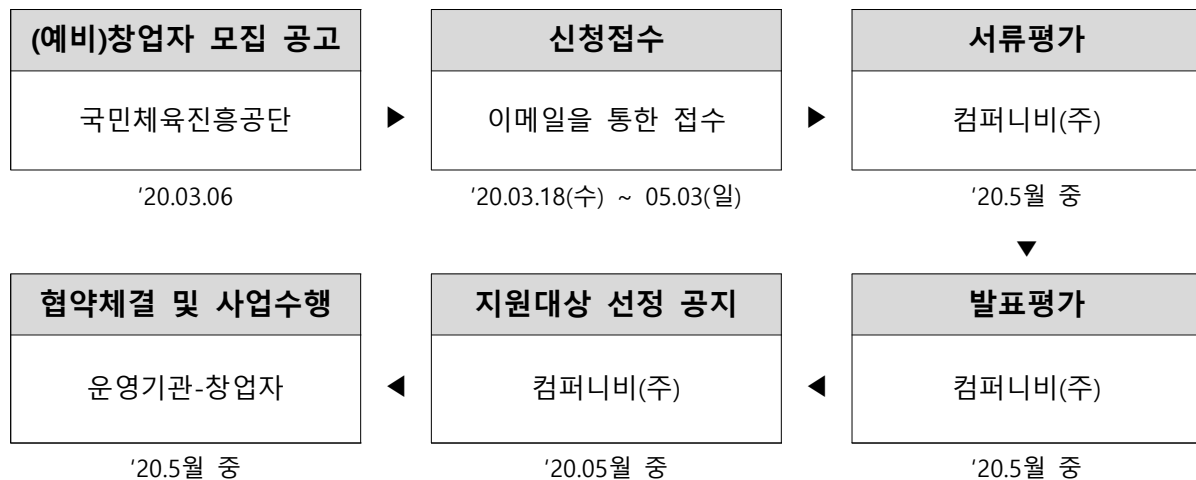 (예비)창업자 모집 공고
국민체육진흥공단
'20.03.06
▶
신청접수
이메일을 통한 접수
'20.03.18(수) ~ 05.03(일)
▶
서류평가
컴퍼니비(주)
'20.5월 중
▼
발표평가
컴퍼니비(주)
'20.5월 중
◀
지원대상 선정 공지
컴퍼니비(주)
'20.05월 중
◀
협약체결 및 사업수행
운영기관-창업자
'20.5월 중